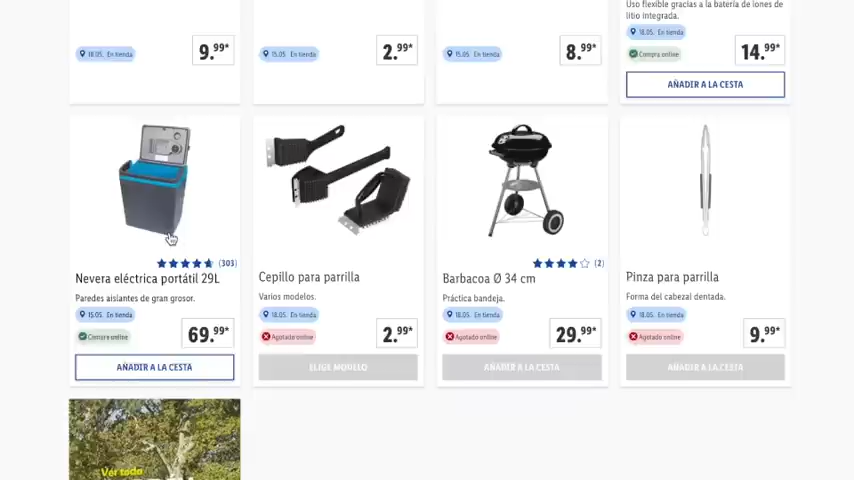 Uso flexible gracias a la batería de iones de
litio integrada.
18.05. En tienda
9.99*
15.05 En tienda
2.99*
15.05 En tienda
8.99*
18.05. En tienda
Compra online
14.99*
AÑADIR A LA CESTA
(303)
Nevera eléctrica portátil 29L
Paredes aislantes de gran grosor.
15.05. En tienda
Compra online
69.99*
AÑADIR A LA CESTA
Cepillo para parrilla
Varios modelos.
18.05. En tienda
Agotado online
2.99*
ELIGE MODELO
(2)
Barbacoa Ø 34 cm
Práctica bandeja.
18.05. En tienda
Agotado online
29.99*
AÑADIR A LA CESTA
Pinza para parrilla
Forma del cabezal dentada.
18.05. En tienda
Agotado online
9.99*
AÑADIR A LA CESTA
Ver todo